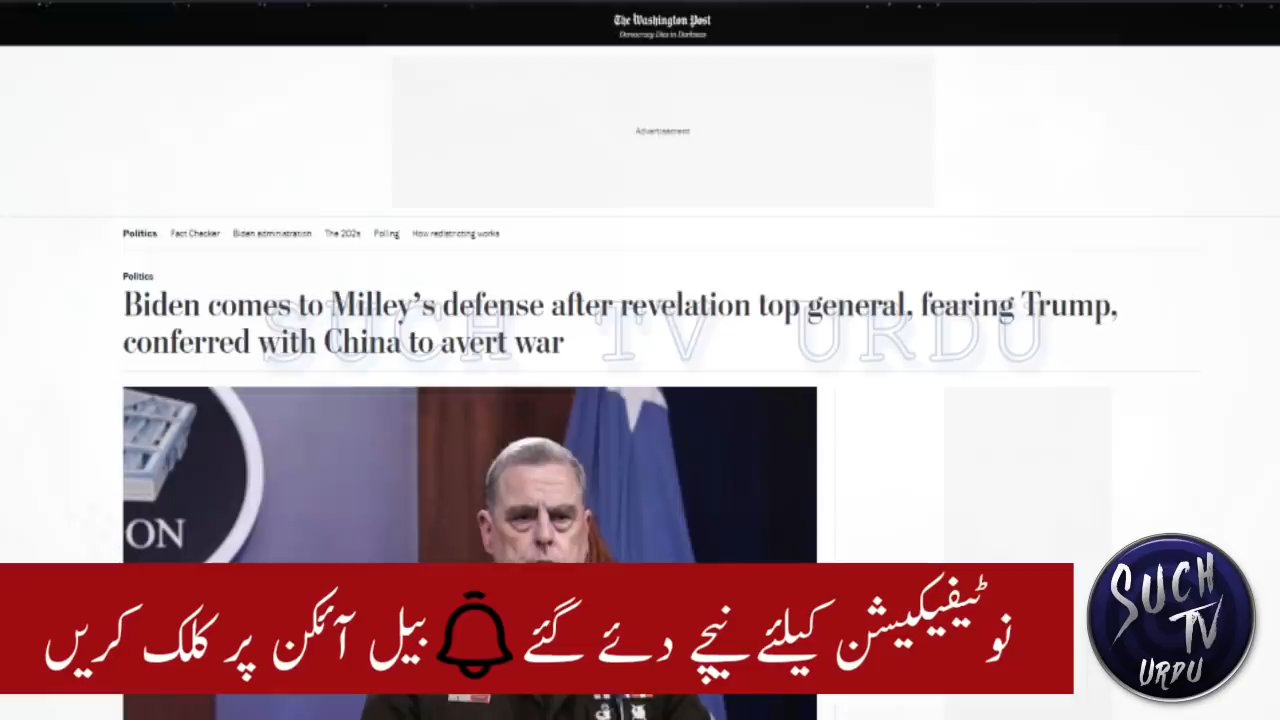 The Washington Post
Democracy Dies in Darkness
Advertisement
Politics Fact Checker Biden administration The 202s Polling How redistricting works
Politics
Biden comes to Milley's defense after revelation top general, fearing Trump,
conferred with China to avert war
SUCH TV URDU
ON
نوٹیفیکیشن کیلئے نیچے دئے گئے بیل آئکن پر کلک کریں
SUCH
TV
URDU